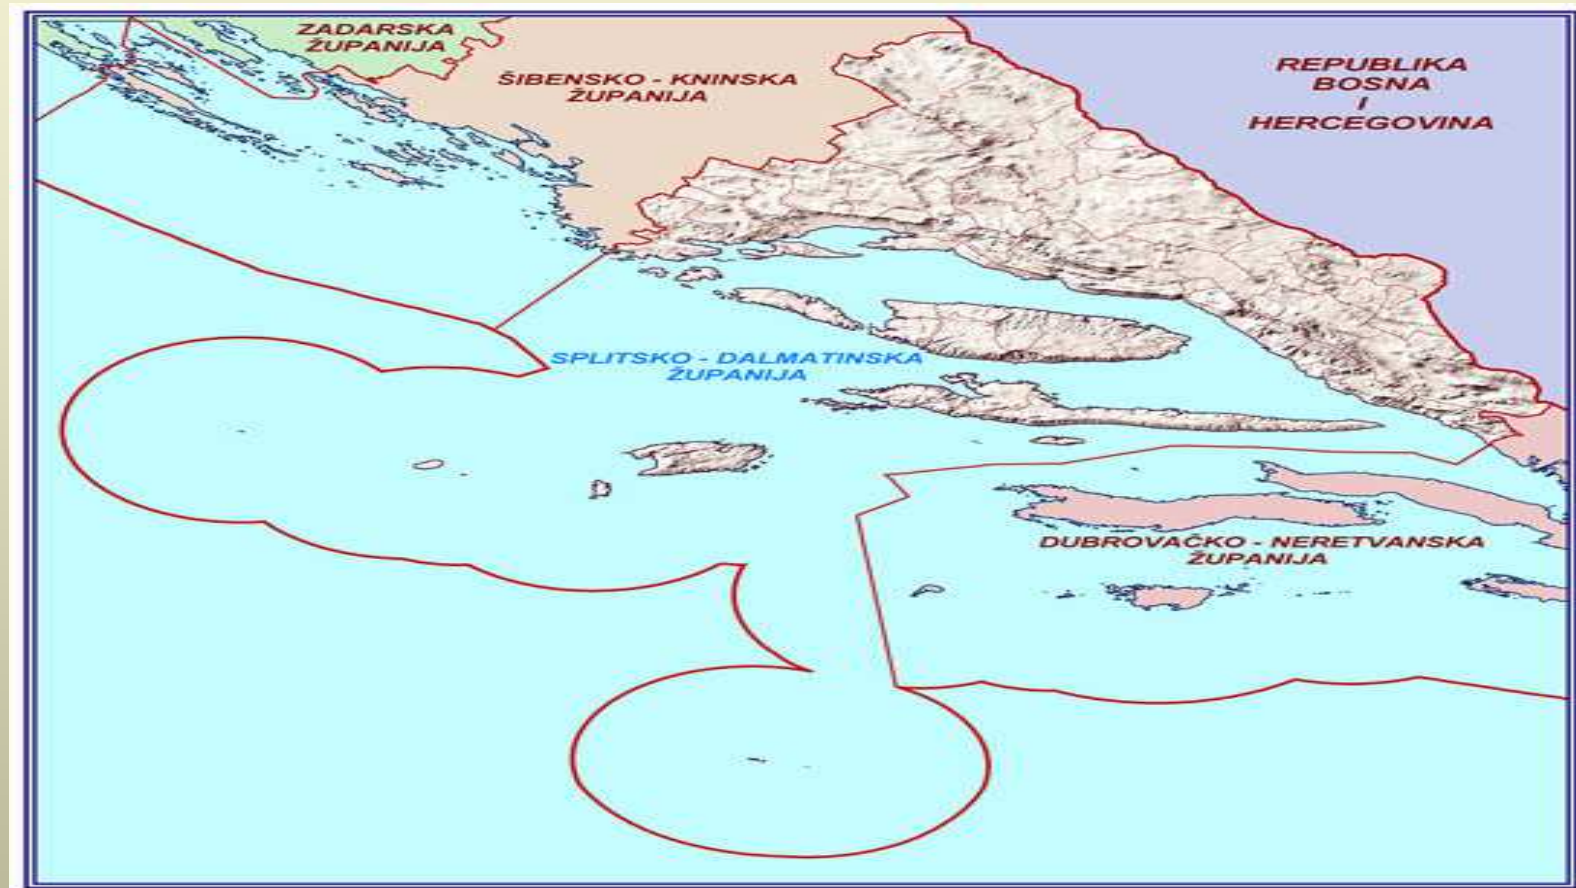 ZADARSKA
ŽUPANIJA
ŠIBENSKO - KNINSKA
ŽUPANIJA
REPUBLIKA
BOSNA
I
HERCEGOVINA
SPLITSKO - DALMATINSKA
ŽUPANIJA
DUBROVAČKO - NERETVANSKA
ŽUPANIJA